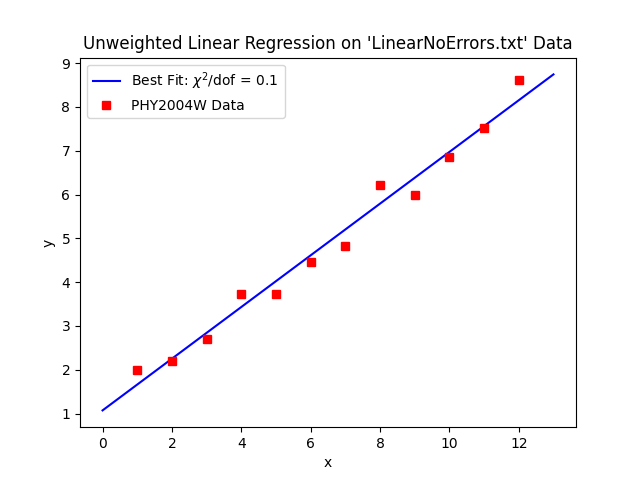 Unweighted Linear Regression on 'LinearNoErrors.txt' Data
Best Fit: χ²/dof = 0.1
PHY2004W Data
9
8
7
6
5
4
3
2
1
y
0 2 4 6 8 10 12
x